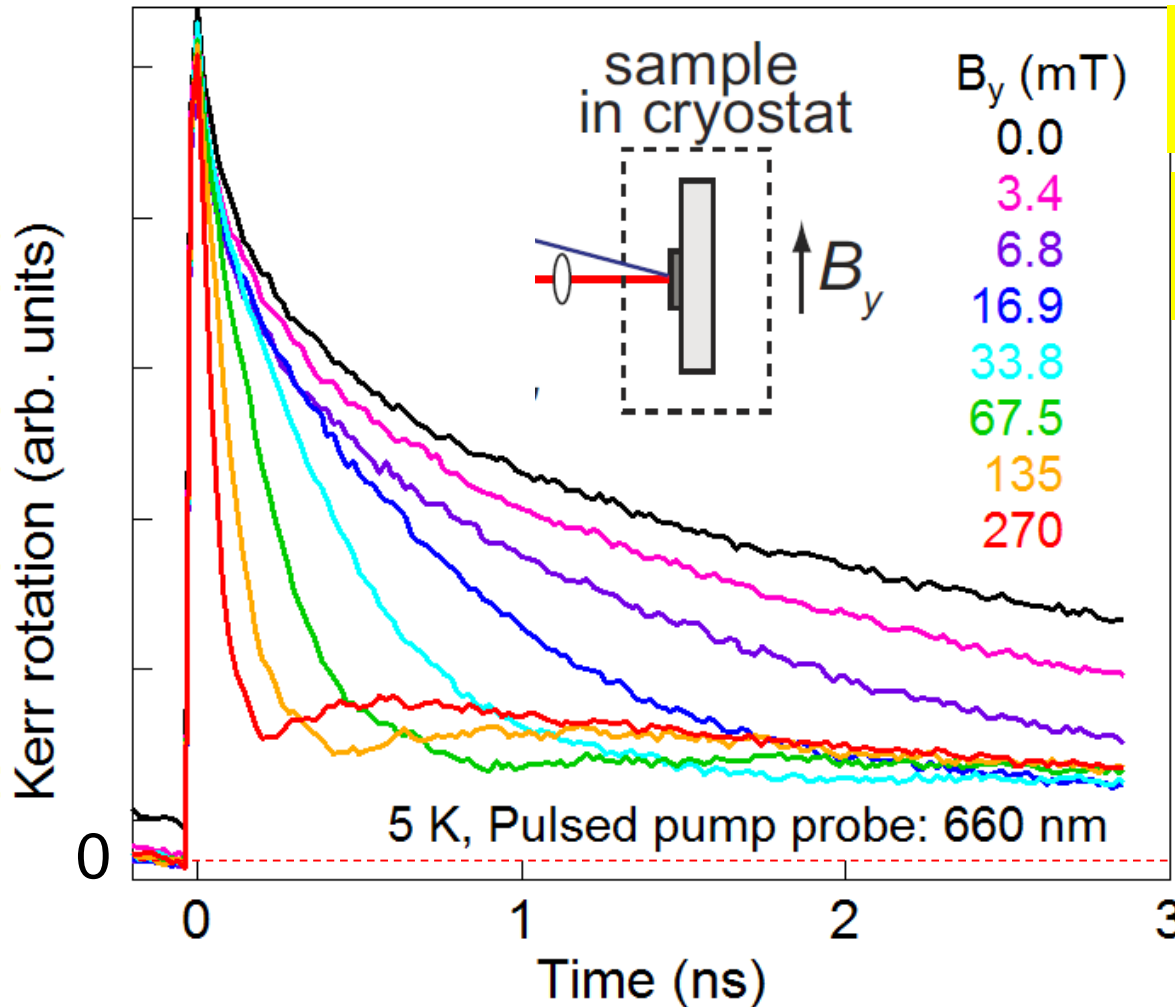 sample
in cryostat
B_y
B_y (mT)
0.0
3.4
6.8
16.9
33.8
67.5
135
270
Kerr rotation (arb. units)
5 K, Pulsed pump probe: 660 nm
0
0
1
2
3
Time (ns)